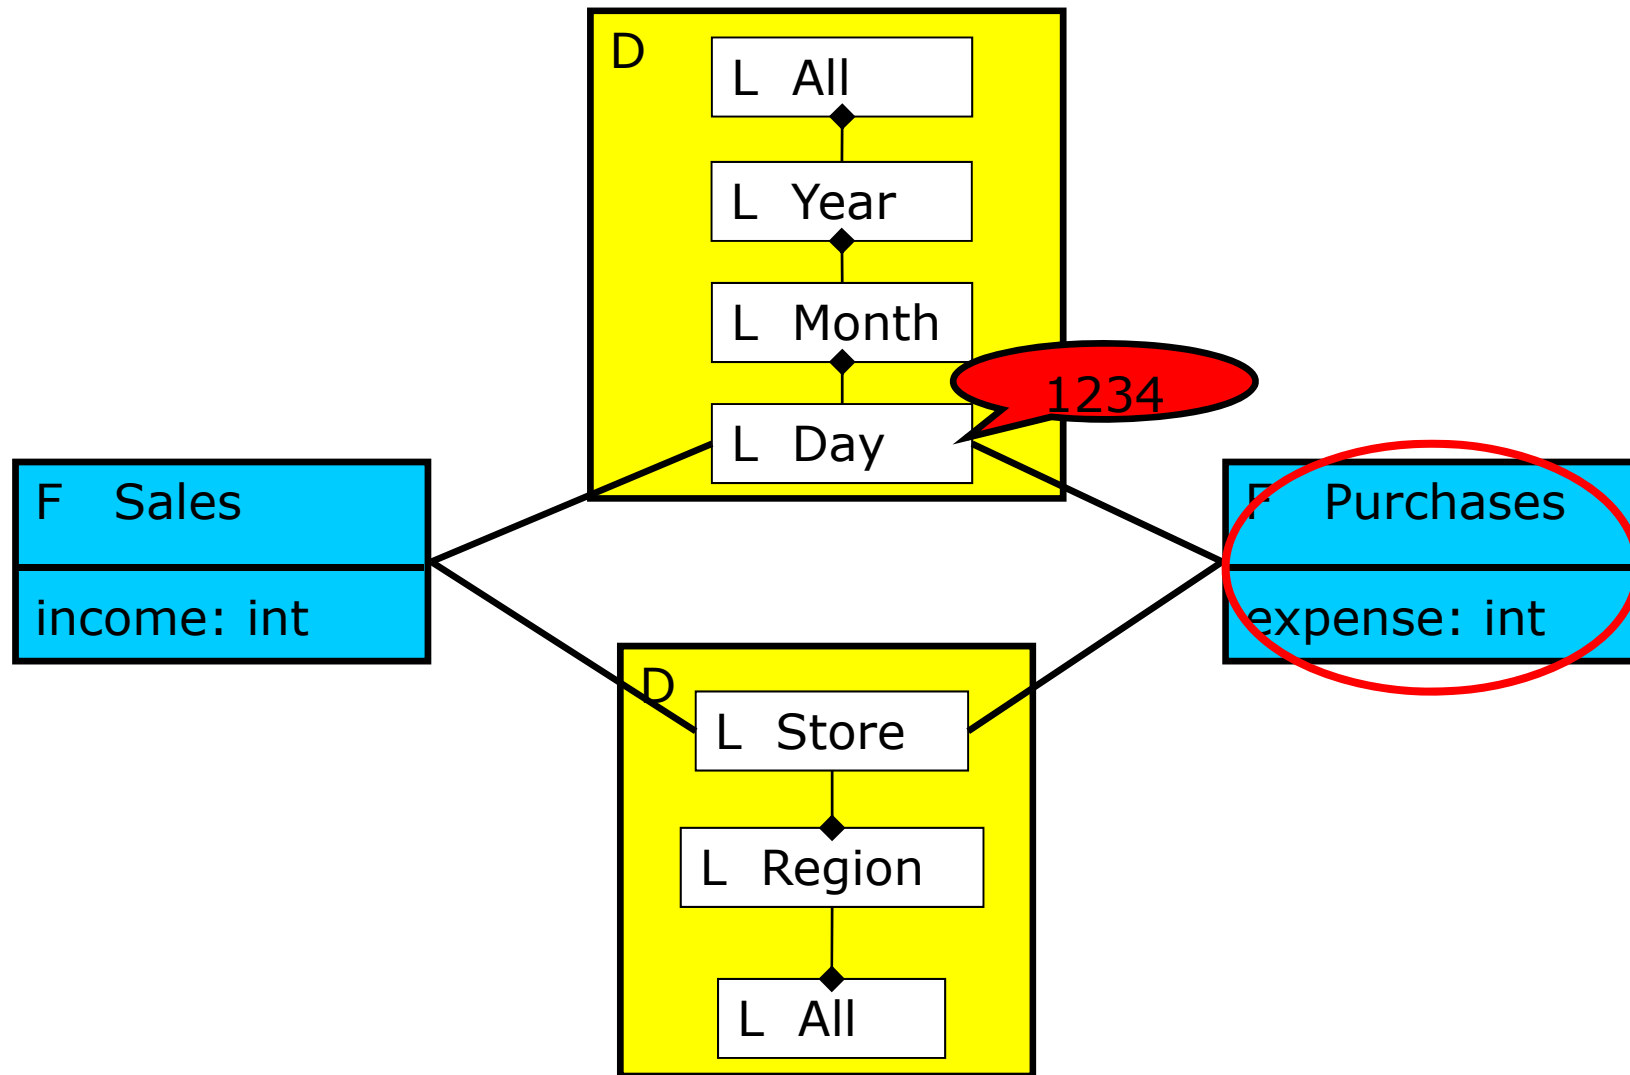 D
L All
L Year
L Month
1234
L Day
F Sales
income: int
F Purchases
expense: int
D
L Store
L Region
L All